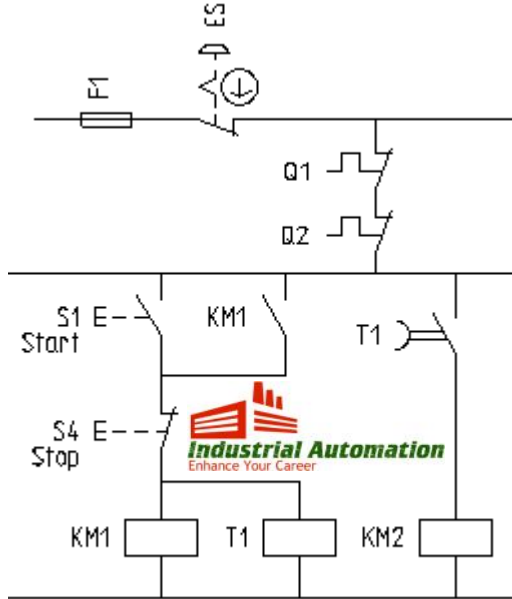 ES
F1
Q1
Q2
S1 E
Start
KM1
T1
S4 E
Stop
Industrial Automation
Enhance Your Career
KM1
T1
KM2